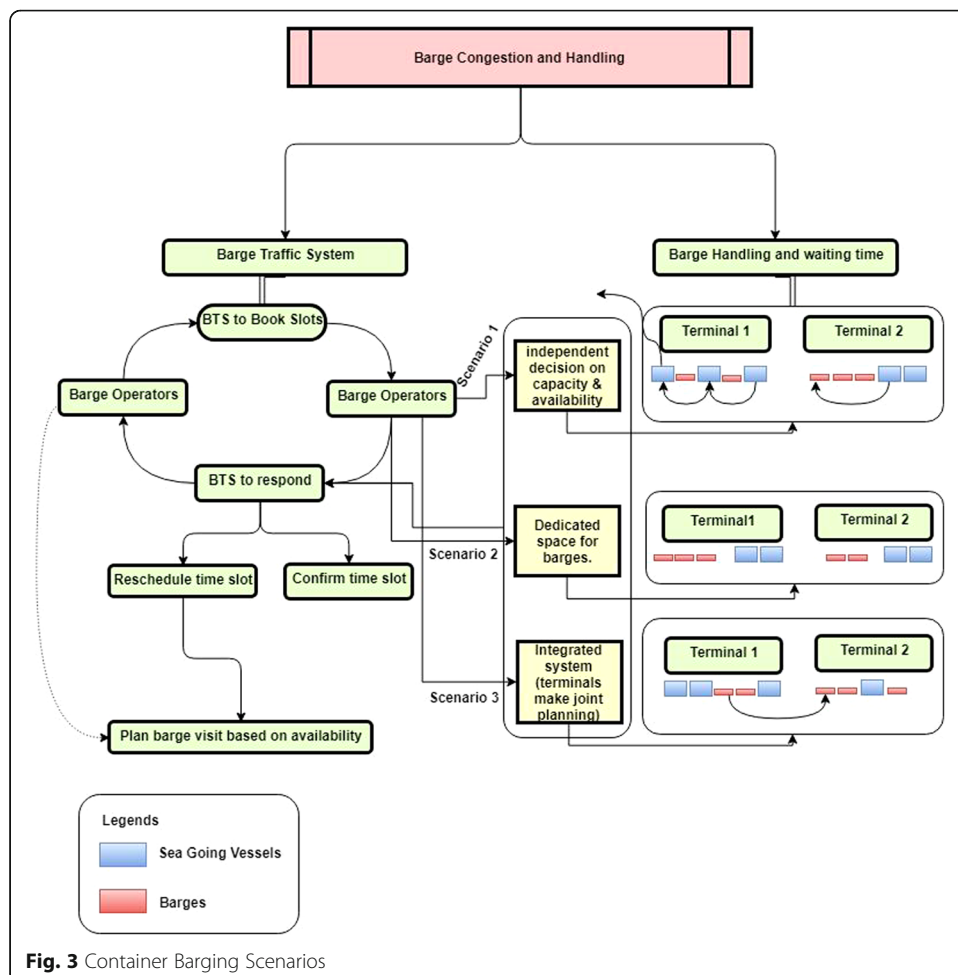 Barge Congestion and Handling
Barge Traffic System
Barge Handling and waiting time
BTS to Book Slots
Terminal 1
Terminal 2
Scenario 1
independent
decision on
capacity &
availability
Barge Operators
Barge Operators
BTS to respond
Terminal1
Terminal 2
Dedicated
space for
barges.
Scenario 2
Reschedule time slot
Confirm time slot
Terminal 1
Terminal 2
Integrated
system
(terminals
make joint
planning)
Scenario 3
Plan barge visit based on availability
Legends
Sea Going Vessels
Barges
Fig. 3 Container Barging Scenarios